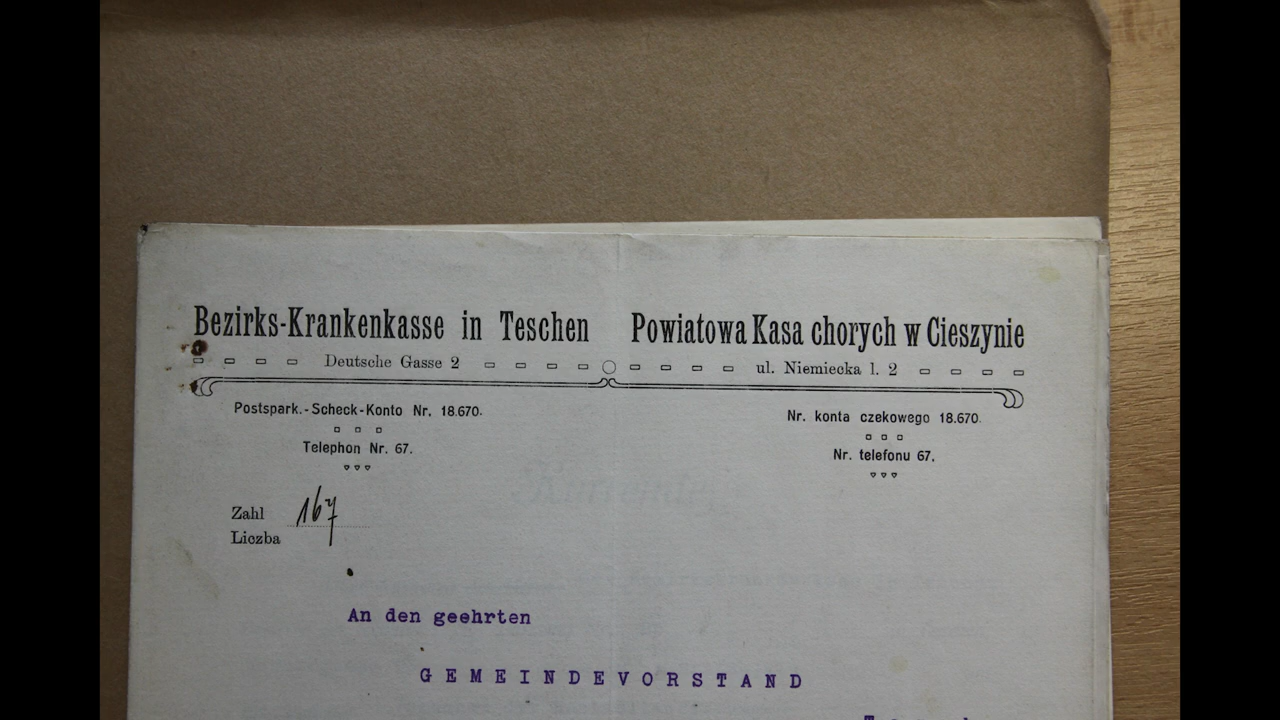 Bezirks-Krankenkasse in Teschen Powiatowa Kasa chorych w Cieszynie
Deutsche Gasse 2 ul. Niemiecka l. 2
Postspark.-Scheck-Konto Nr. 18.670. Nr. konta czekowego 18.670.
Telephon Nr. 67. Nr. telefonu 67.
Zahl 167
Liczba
An den geehrten
GEMEINDEVORSTAND